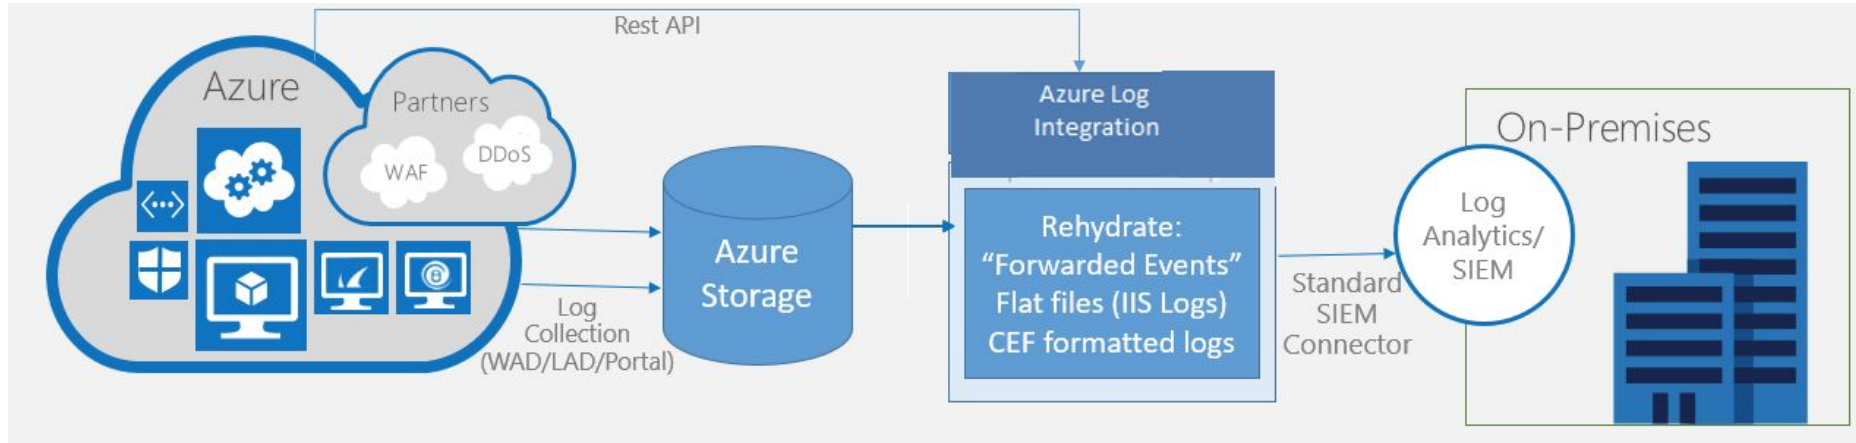 Rest API
Azure
Partners
WAF
DDoS
Log
Collection
(WAD/LAD/Portal)
Azure
Storage
Azure Log
Integration
Rehydrate:
“Forwarded Events”
Flat files (IIS Logs)
CEF formatted logs
Standard
SIEM
Connector
On-Premises
Log
Analytics/
SIEM